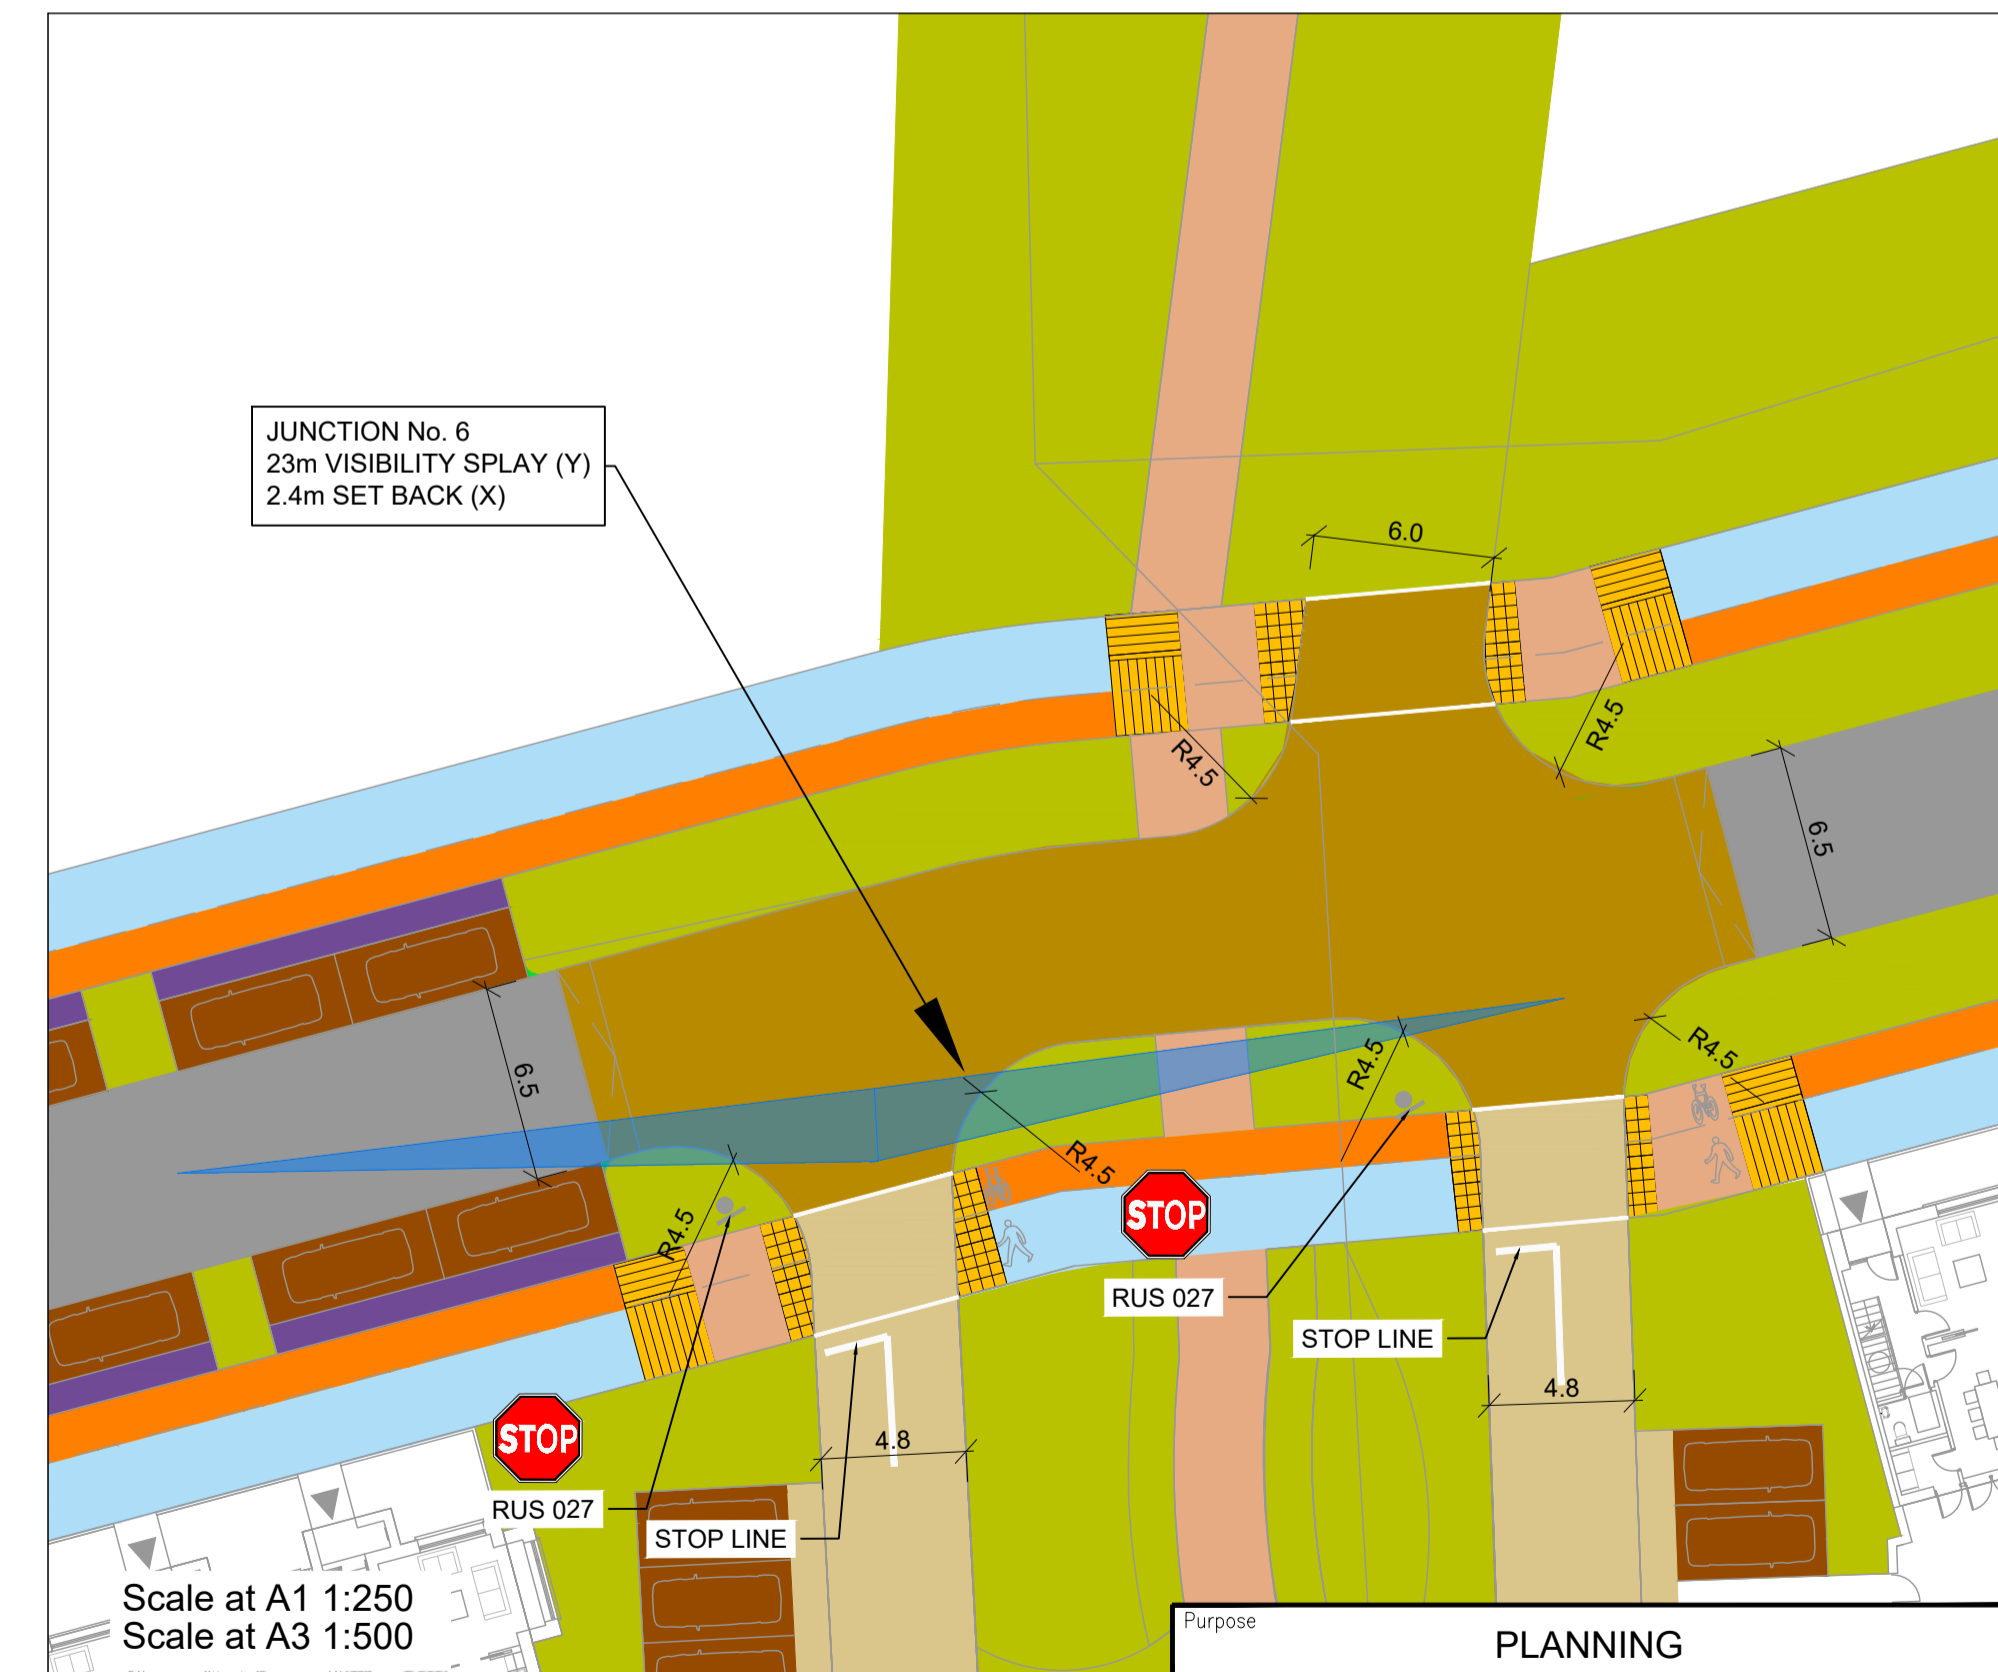 JUNCTION No. 6
23m VISIBILITY SPLAY (Y)
2.4m SET BACK (X)
6.0
R4.5
R4.5
6.5
6.5
R4.5
R4.5
R4.5
R4.5
STOP
RUS 027
STOP LINE
4.8
STOP
4.8
RUS 027
STOP LINE
Scale at A1 1:250
Scale at A3 1:500
Purpose
PLANNING